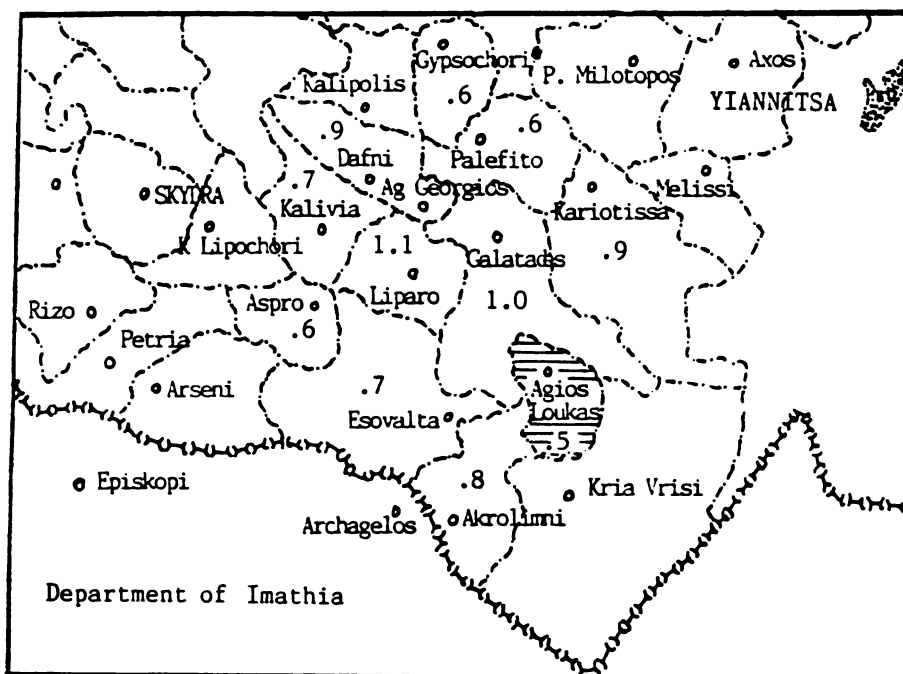 Gypsochori
Axos
P. Milotopos
Kalipolis
YIANNITSA
.6
.6
.9
Dafni
Palefito
.7
Ag Georgios
Melissi
SKYDRA
Kalivia
Kariotissa
K Lipochori
1.1
Galatadas
.9
Liparo
1.0
Rizo
Aspro
.6
Petria
.7
Arseni
Agios
Loukas
Esovalta
5
.8
Episkopi
Kria Vrisi
Archagelos
Akrolimni
Department of Imathia